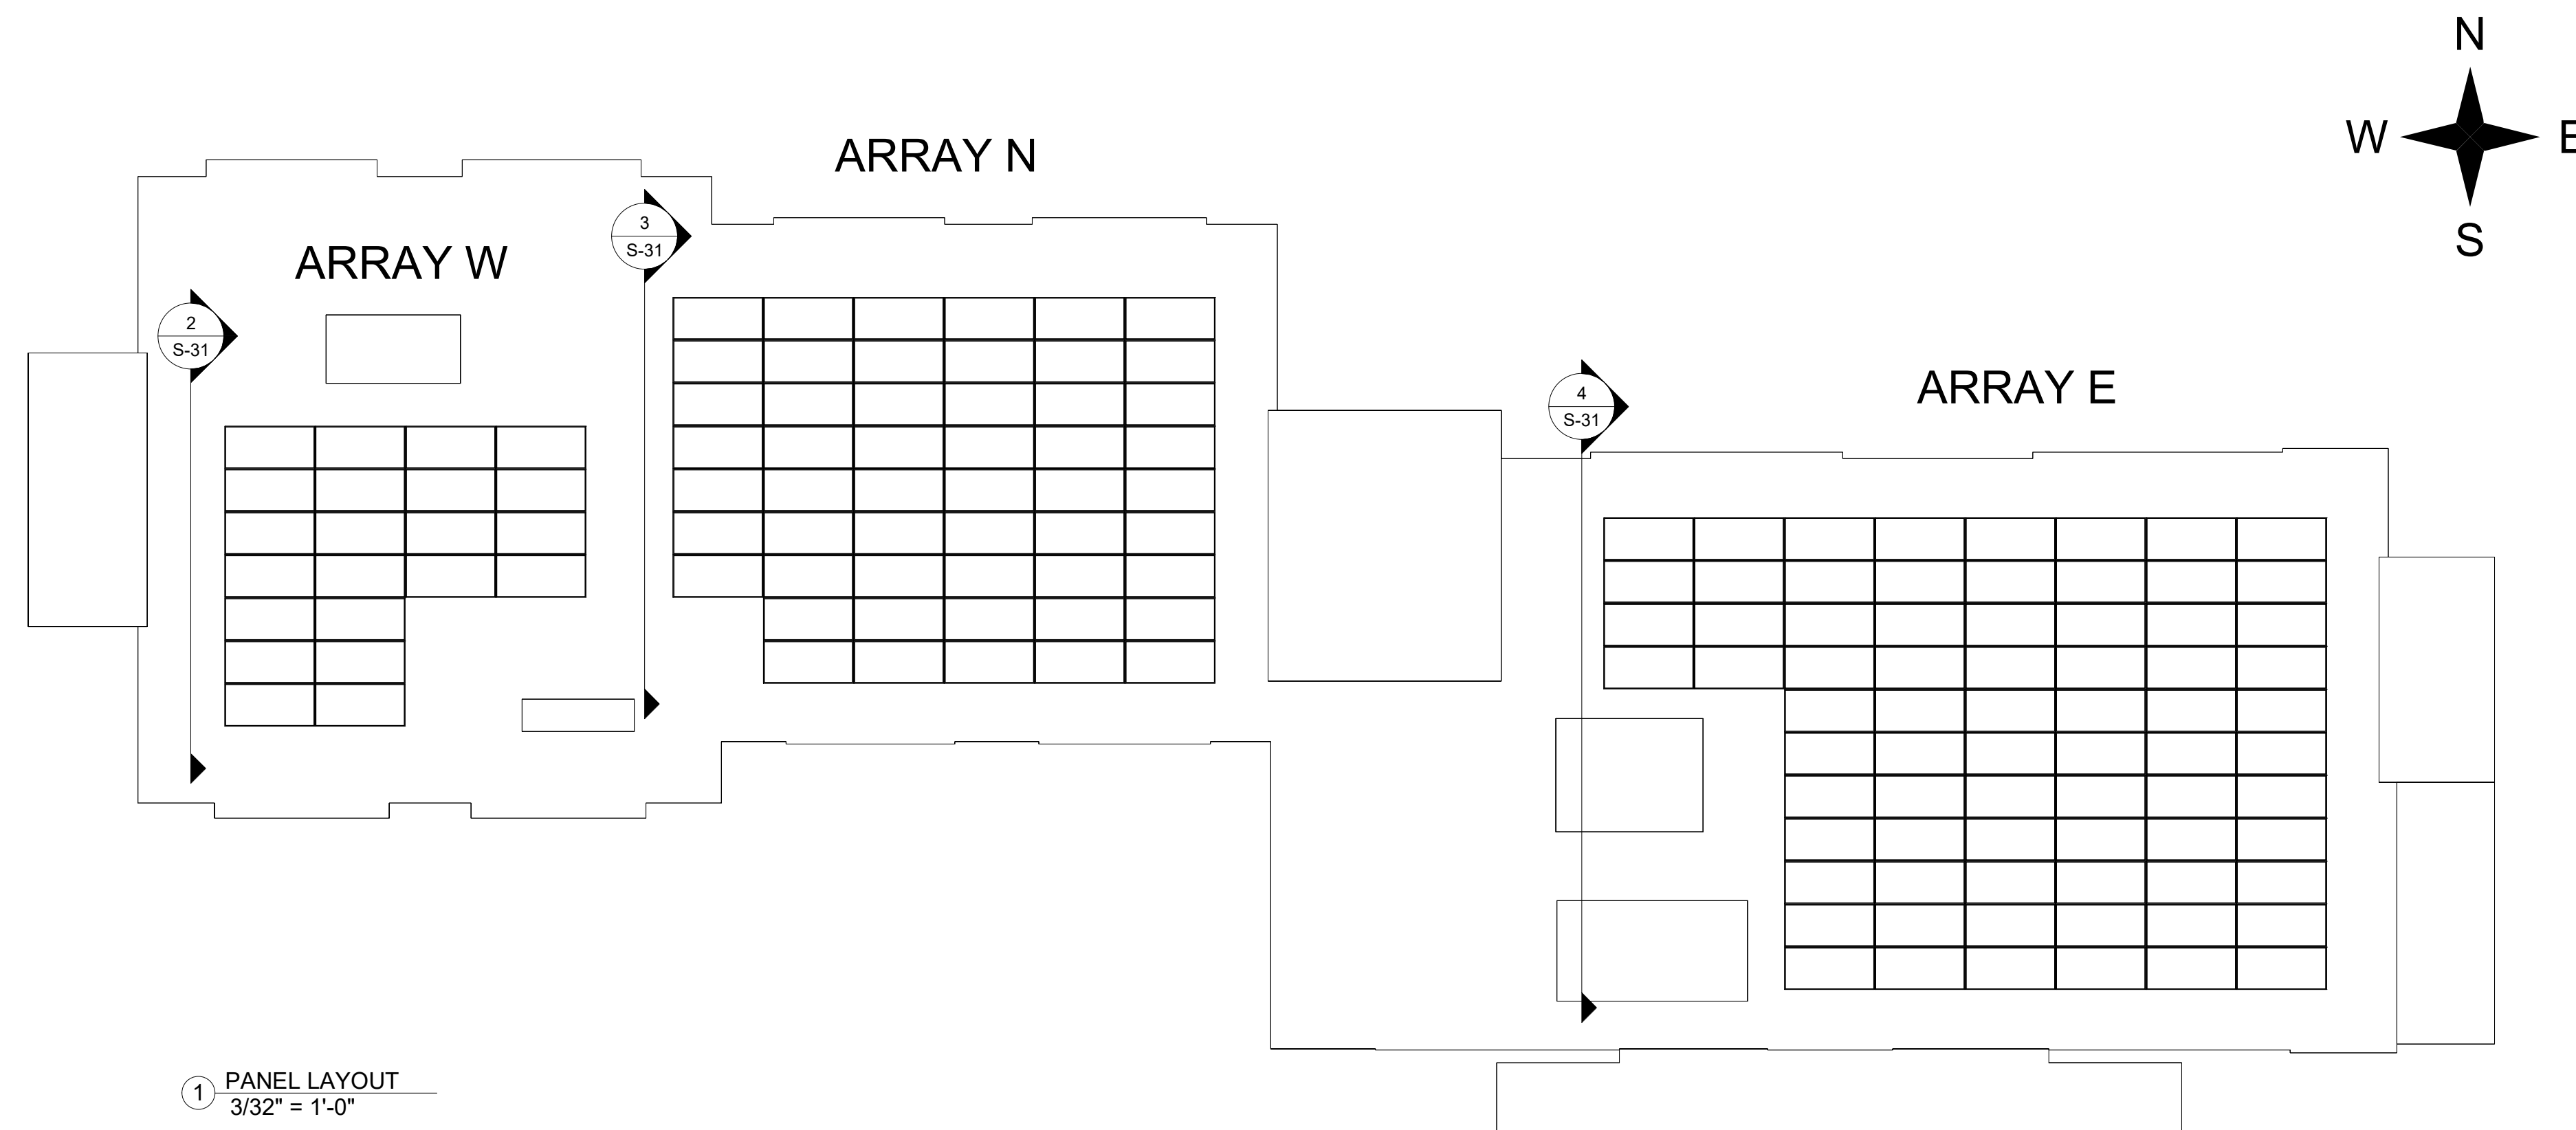 N
W
E
S
ARRAY N
ARRAY W
3
S-31
2
S-31
ARRAY E
4
S-31
1
PANEL LAYOUT
3/32" = 1'-0"